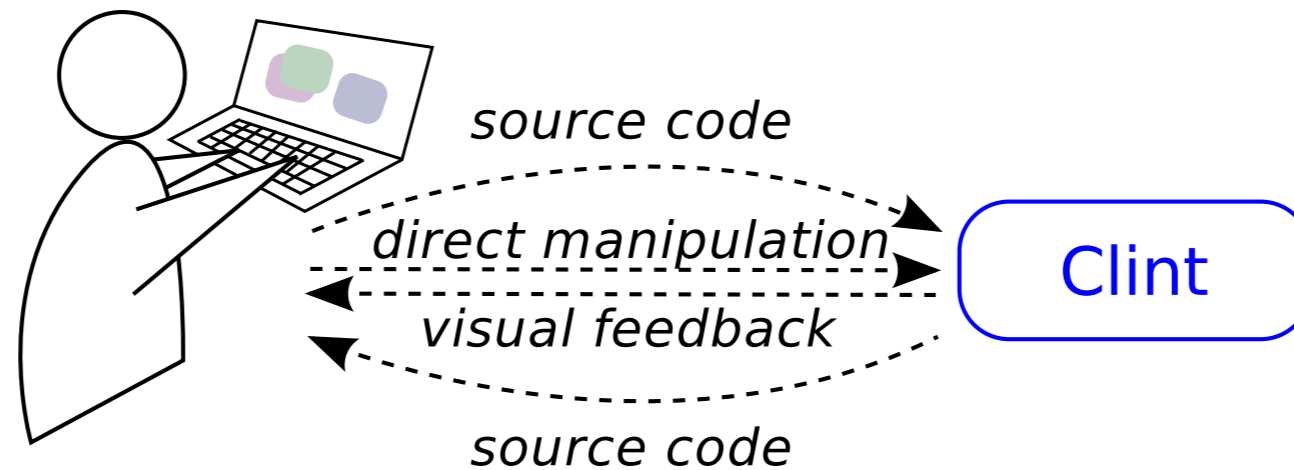 source code
direct manipulation
Clint
visual feedback
source code